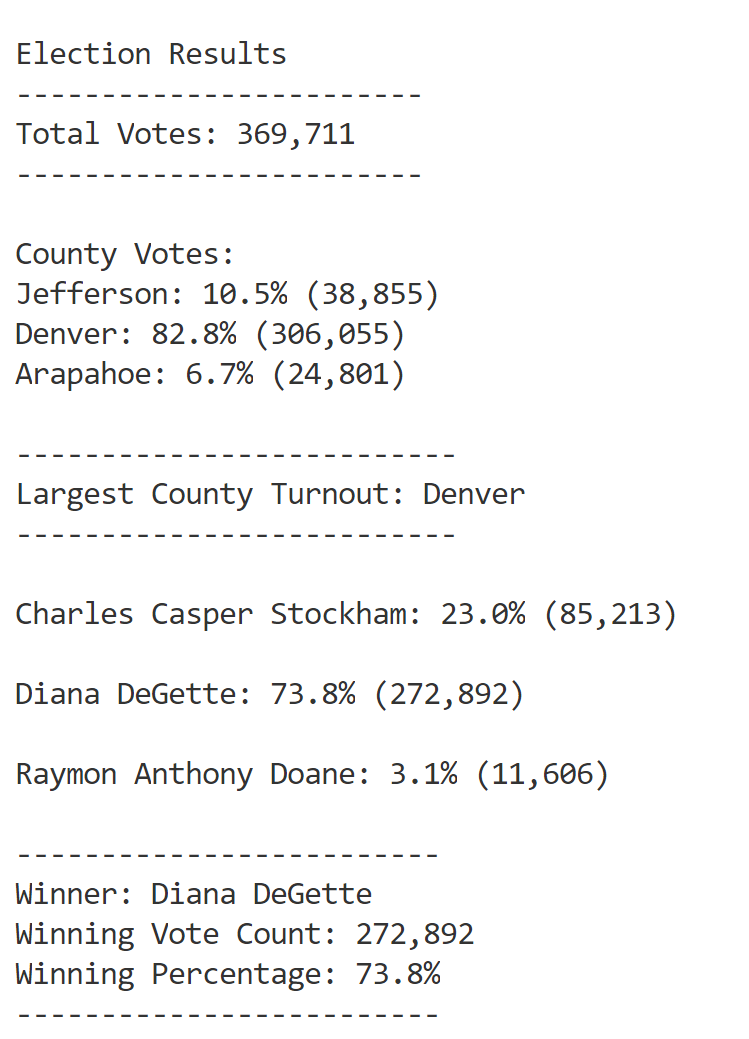 Election Results
------------------------
Total Votes: 369,711
------------------------
County Votes:
Jefferson: 10.5% (38,855)
Denver: 82.8% (306,055)
Arapahoe: 6.7% (24,801)
--------------------------
Largest County Turnout: Denver
--------------------------
Charles Casper Stockham: 23.0% (85,213)
Diana DeGette: 73.8% (272,892)
Raymon Anthony Doane: 3.1% (11,606)
-------------------------
Winner: Diana DeGette
Winning Vote Count: 272,892
Winning Percentage: 73.8%
-------------------------